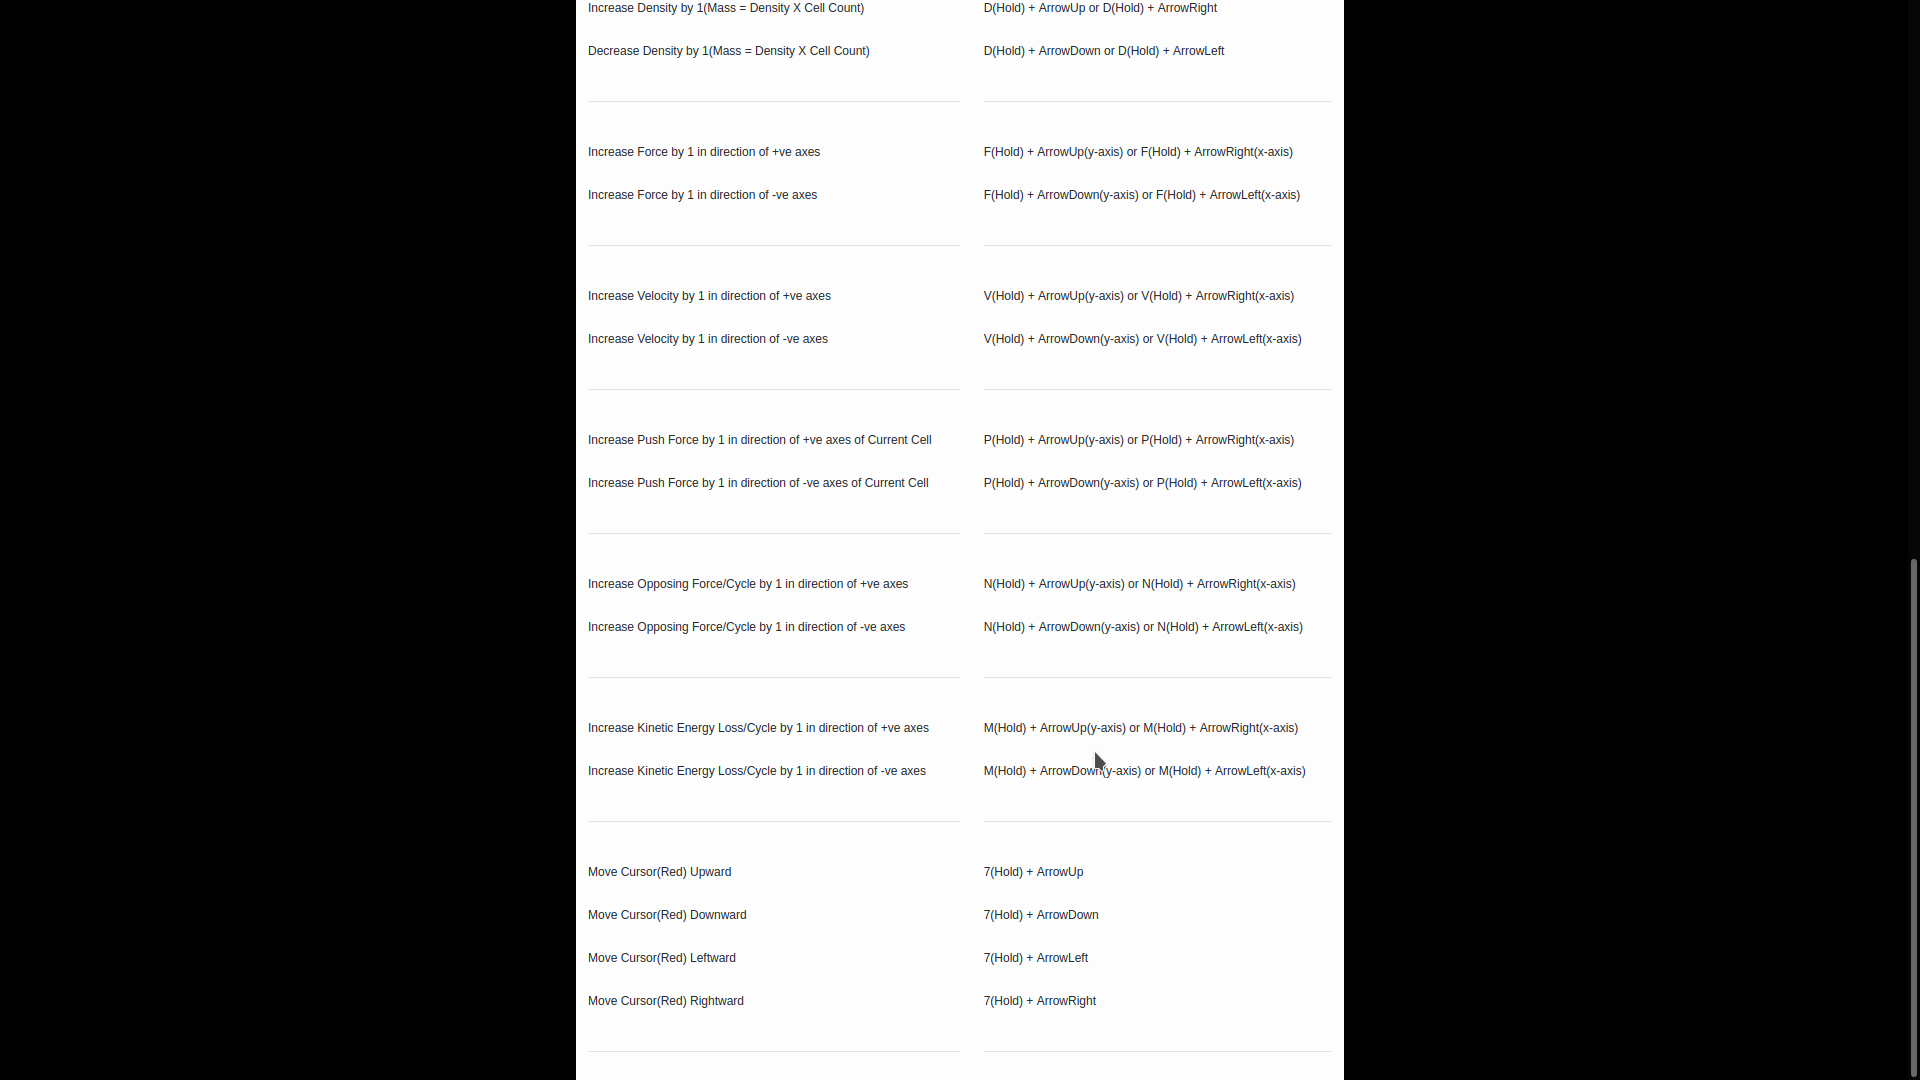 Increase Density by 1(Mass = Density X Cell Count) D(Hold) + ArrowUp or D(Hold) + ArrowRight
Decrease Density by 1(Mass = Density X Cell Count) D(Hold) + ArrowDown or D(Hold) + ArrowLeft
Increase Force by 1 in direction of +ve axes F(Hold) + ArrowUp(y-axis) or F(Hold) + ArrowRight(x-axis)
Increase Force by 1 in direction of -ve axes F(Hold) + ArrowDown(y-axis) or F(Hold) + ArrowLeft(x-axis)
Increase Velocity by 1 in direction of +ve axes V(Hold) + ArrowUp(y-axis) or V(Hold) + ArrowRight(x-axis)
Increase Velocity by 1 in direction of -ve axes V(Hold) + ArrowDown(y-axis) or V(Hold) + ArrowLeft(x-axis)
Increase Push Force by 1 in direction of +ve axes of Current Cell P(Hold) + ArrowUp(y-axis) or P(Hold) + ArrowRight(x-axis)
Increase Push Force by 1 in direction of -ve axes of Current Cell P(Hold) + ArrowDown(y-axis) or P(Hold) + ArrowLeft(x-axis)
Increase Opposing Force/Cycle by 1 in direction of +ve axes N(Hold) + ArrowUp(y-axis) or N(Hold) + ArrowRight(x-axis)
Increase Opposing Force/Cycle by 1 in direction of -ve axes N(Hold) + ArrowDown(y-axis) or N(Hold) + ArrowLeft(x-axis)
Increase Kinetic Energy Loss/Cycle by 1 in direction of +ve axes M(Hold) + ArrowUp(y-axis) or M(Hold) + ArrowRight(x-axis)
Increase Kinetic Energy Loss/Cycle by 1 in direction of -ve axes M(Hold) + ArrowDown(y-axis) or M(Hold) + ArrowLeft(x-axis)
Move Cursor(Red) Upward 7(Hold) + ArrowUp
Move Cursor(Red) Downward 7(Hold) + ArrowDown
Move Cursor(Red) Leftward 7(Hold) + ArrowLeft
Move Cursor(Red) Rightward 7(Hold) + ArrowRight